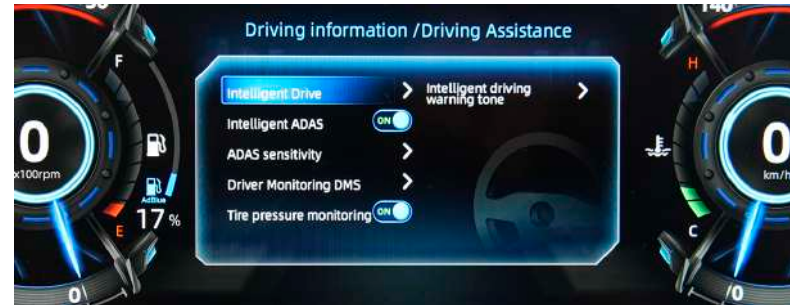 Driving information /Driving Assistance
140
F
H
Intelligent Drive
Intelligent driving
warning tone
Intelligent ADAS
ON
0
x100rpm
ADAS sensitivity
0
km/h
Driver Monitoring DMS
AdBlue
17 %
Tire pressure monitoring
ON
E
C
0
0